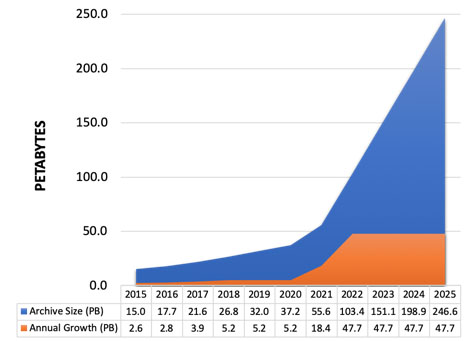 250.0
200.0
150.0
100.0
50.0
0.0
PETABYTES
2015 2016 2017 2018 2019 2020 2021 2022 2023 2024 2025
Archive Size (PB) 15.0 17.7 21.6 26.8 32.0 37.2 55.6 103.4 151.1 198.9 246.6
Annual Growth (PB) 2.6 2.8 3.9 5.2 5.2 5.2 18.4 47.7 47.7 47.7 47.7